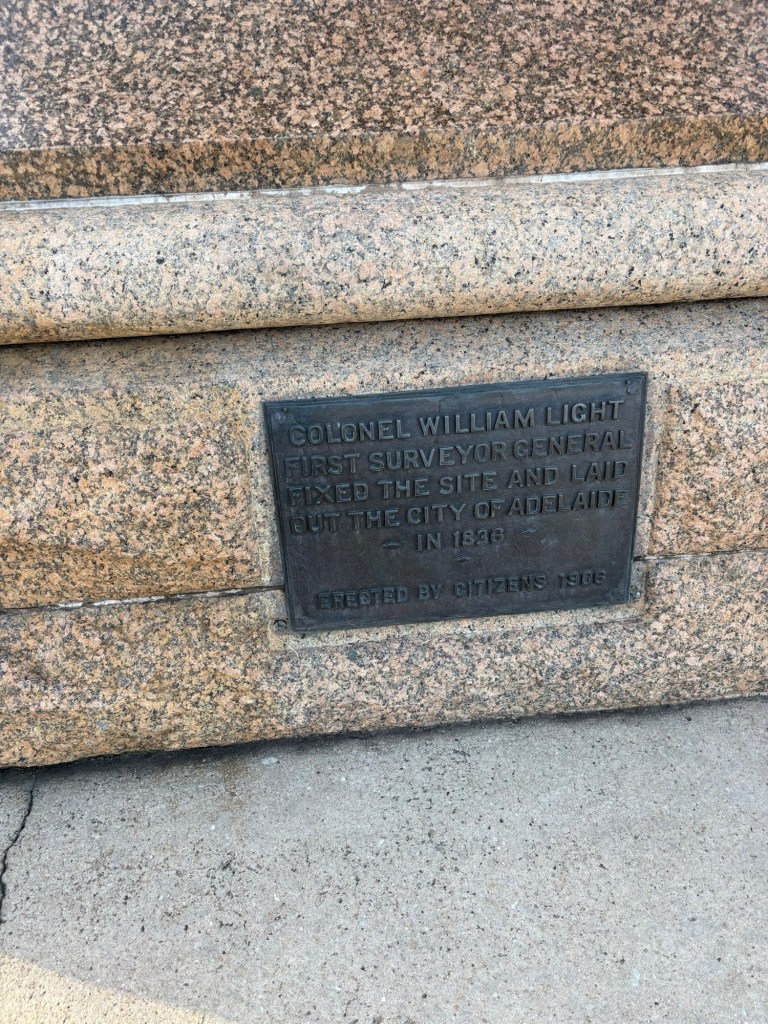 COLONEL WILLIAM LIGHT
FIRST SURVEYOR GENERAL
FIXED THE SITE AND LAID
OUT THE CITY OF ADELAIDE
IN 1836
ERECTED BY CITIZENS 1906